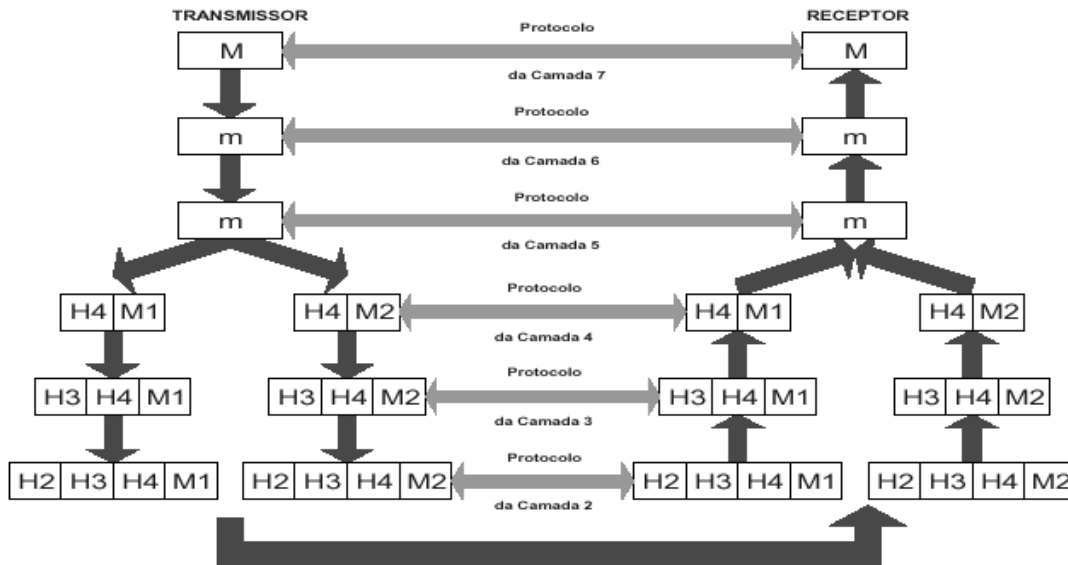 TRANSMISSOR
RECEPTOR
M
Protocolo
da Camada 7
M
m
Protocolo
da Camada 6
m
m
Protocolo
da Camada 5
m
H4 M1
H4 M2
Protocolo
da Camada 4
H4 M1
H4 M2
H3 H4 M1
H3 H4 M2
Protocolo
da Camada 3
H3 H4 M1
H3 H4 M2
H2 H3 H4 M1
H2 H3 H4 M2
Protocolo
da Camada 2
H2 H3 H4 M1
H2 H3 H4 M2